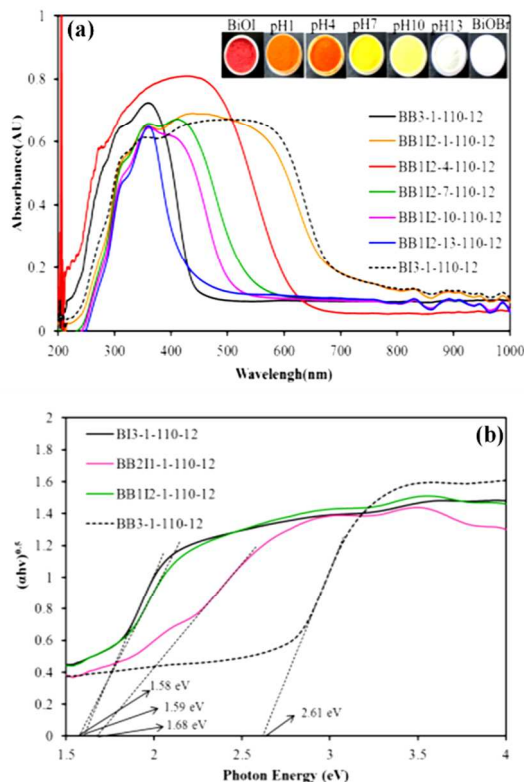 (a)
BiOI pH1 pH4 pH7 pH10 pH13 BiOBr
1
0.8
0.6
0.4
0.2
0
Absorbance(AU)
BB3-1-110-12
BB1I2-1-110-12
BB1I2-4-110-12
BB1I2-7-110-12
BB1I2-10-110-12
BB1I2-13-110-12
BI3-1-110-12
200 300 400 500 600 700 800 900 1000
Wavelengh(nm)
(b)
2
1.8
1.6
1.4
1.2
1
0.8
0.6
0.4
0.2
0
(αhv)^0.5
BI3-1-110-12
BB2I1-1-110-12
BB1I2-1-110-12
BB3-1-110-12
1.58 eV
1.59 eV
1.68 eV
2.61 eV
1.5 2 2.5 3 3.5 4
Photon Energy (eV)